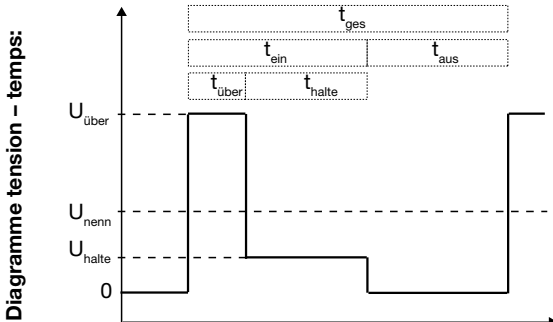 Diagramme tension – temps:
tges
tein taus
tüber thalte
Uüber
Unenn
Uhalte
0